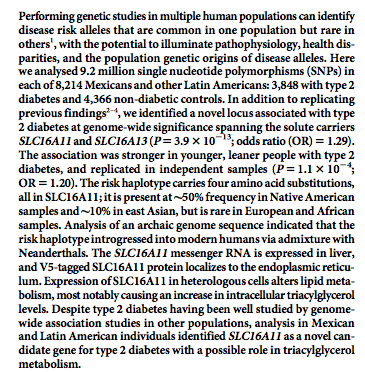 Performing genetic studies in multiple human populations can identify
disease risk alleles that are common in one population but rare in
others¹, with the potential to illuminate pathophysiology, health dis-
parities, and the population genetic origins of disease alleles. Here
we analysed 9.2 million single nucleotide polymorphisms (SNPs) in
each of 8,214 Mexicans and other Latin Americans: 3,848 with type 2
diabetes and 4,366 non-diabetic controls. In addition to replicating
previous findings²⁻⁴, we identified a novel locus associated with type
2 diabetes at genome-wide significance spanning the solute carriers
SLC16A11 and SLC16A13 (P = 3.9 × 10⁻¹³; odds ratio (OR) = 1.29).
The association was stronger in younger, leaner people with type 2
diabetes, and replicated in independent samples (P = 1.1 × 10⁻⁴;
OR = 1.20). The risk haplotype carries four amino acid substitutions,
all in SLC16A11; it is present at ~50% frequency in Native American
samples and ~10% in east Asian, but is rare in European and African
samples. Analysis of an archaic genome sequence indicated that the
risk haplotype introgressed into modern humans via admixture with
Neanderthals. The SLC16A11 messenger RNA is expressed in liver,
and V5-tagged SLC16A11 protein localizes to the endoplasmic reticu-
lum. Expression of SLC16A11 in heterologous cells alters lipid meta-
bolism, most notably causing an increase in intracellular triacylglycerol
levels. Despite type 2 diabetes having been well studied by genome-
wide association studies in other populations, analysis in Mexican
and Latin American individuals identified SLC16A11 as a novel can-
didate gene for type 2 diabetes with a possible role in triacylglycerol
metabolism.